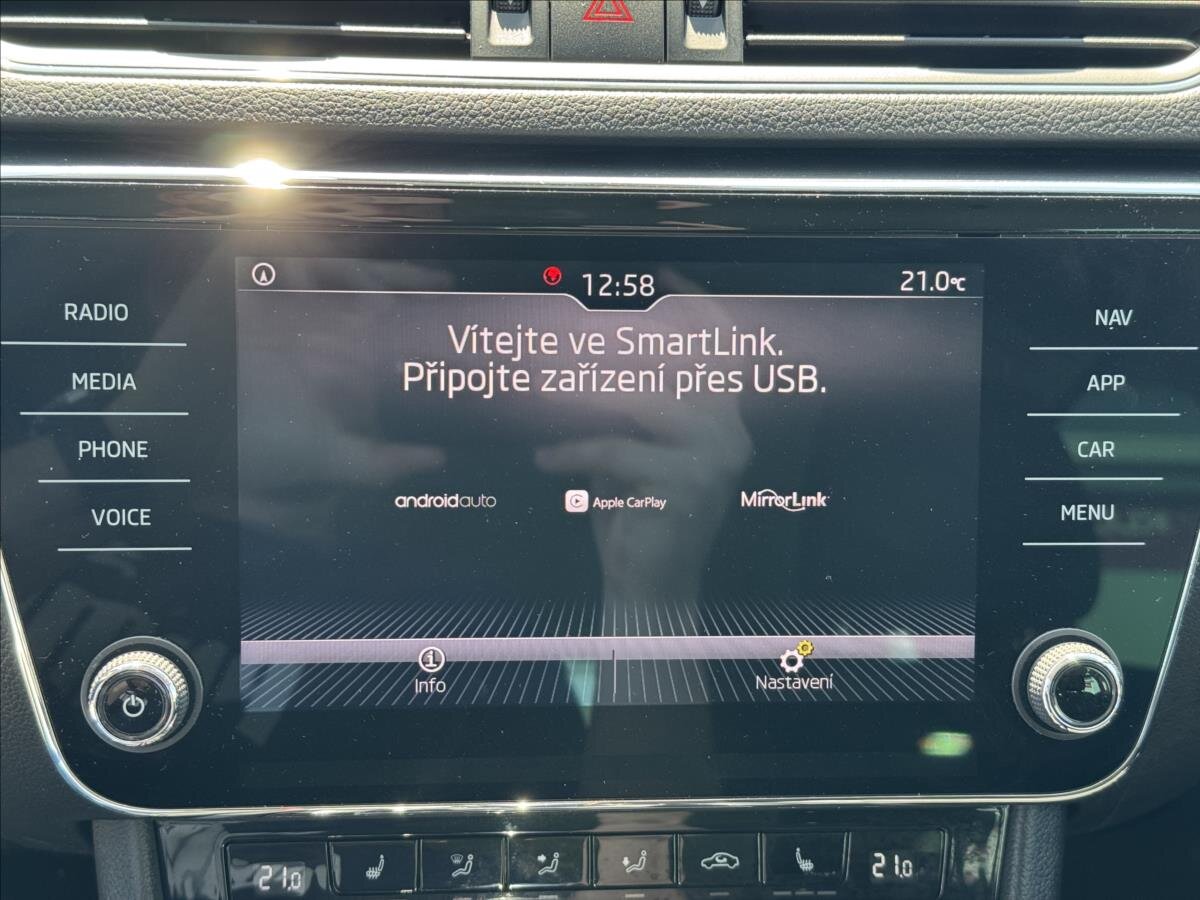 12:58
21.0°C
RADIO
MEDIA
PHONE
VOICE
Vítejte ve SmartLink.
Připojte zařízení přes USB.
androidauto
Apple CarPlay
MirrorLink
Info
Nastavení
NAV
APP
CAR
MENU
21.0
21.0